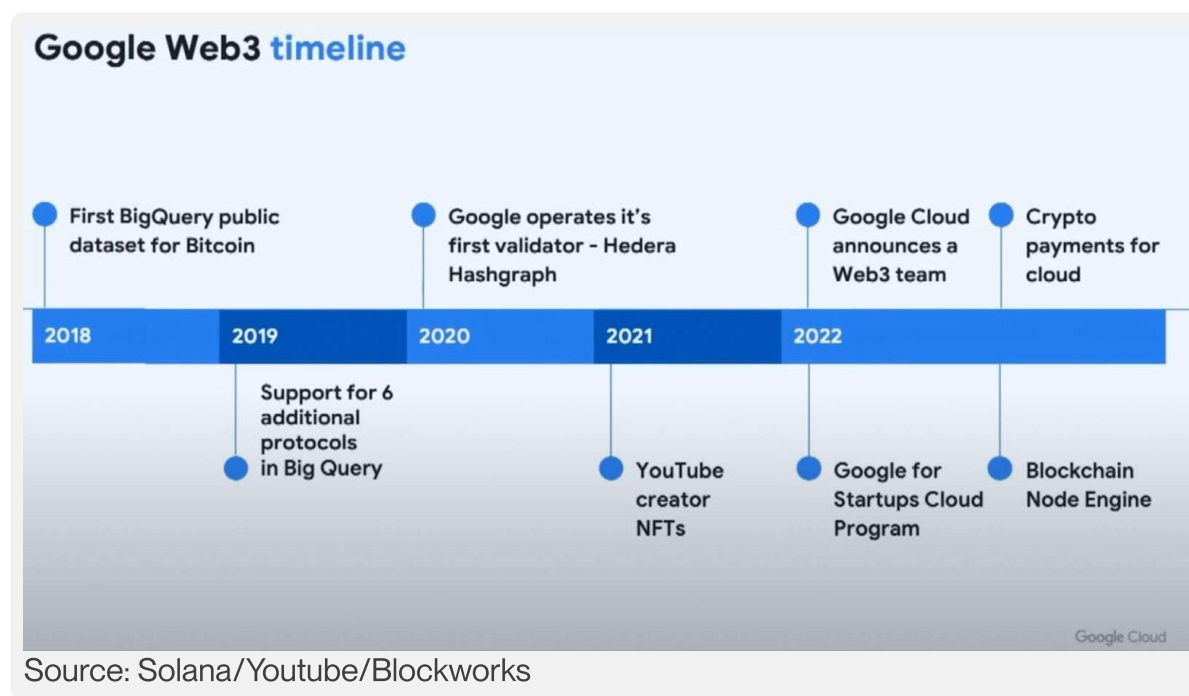 Google Web3 timeline
First BigQuery public
dataset for Bitcoin
Google operates it's
first validator - Hedera
Hashgraph
Google Cloud
announces a
Web3 team
Crypto
payments for
cloud
2018
2019
2020
2021
2022
Support for 6
additional
protocols
in Big Query
YouTube
creator
NFTs
Google for
Startups Cloud
Program
Blockchain
Node Engine
Google Cloud
Source: Solana/Youtube/Blockworks